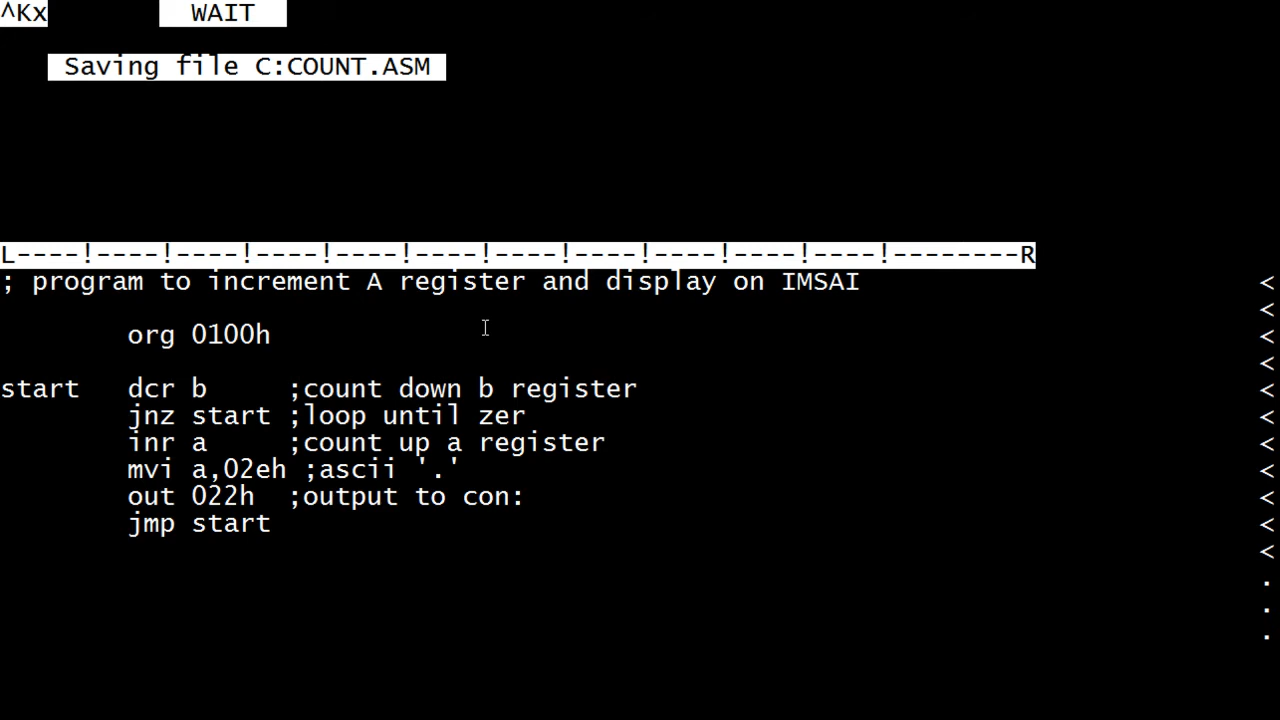 ^Kx         WAIT
Saving file C:COUNT.ASM
L----!----!----!----!----!----!----!----!----!----!----!--------R
; program to increment A register and display on IMSAI <
<
        org 0100h <
<
start   dcr b     ;count down b register <
        jnz start ;loop until zer <
        inr a     ;count up a register <
        mvi a,02eh ;ascii '.' <
        out 022h  ;output to con: <
        jmp start <
<
.
.
.